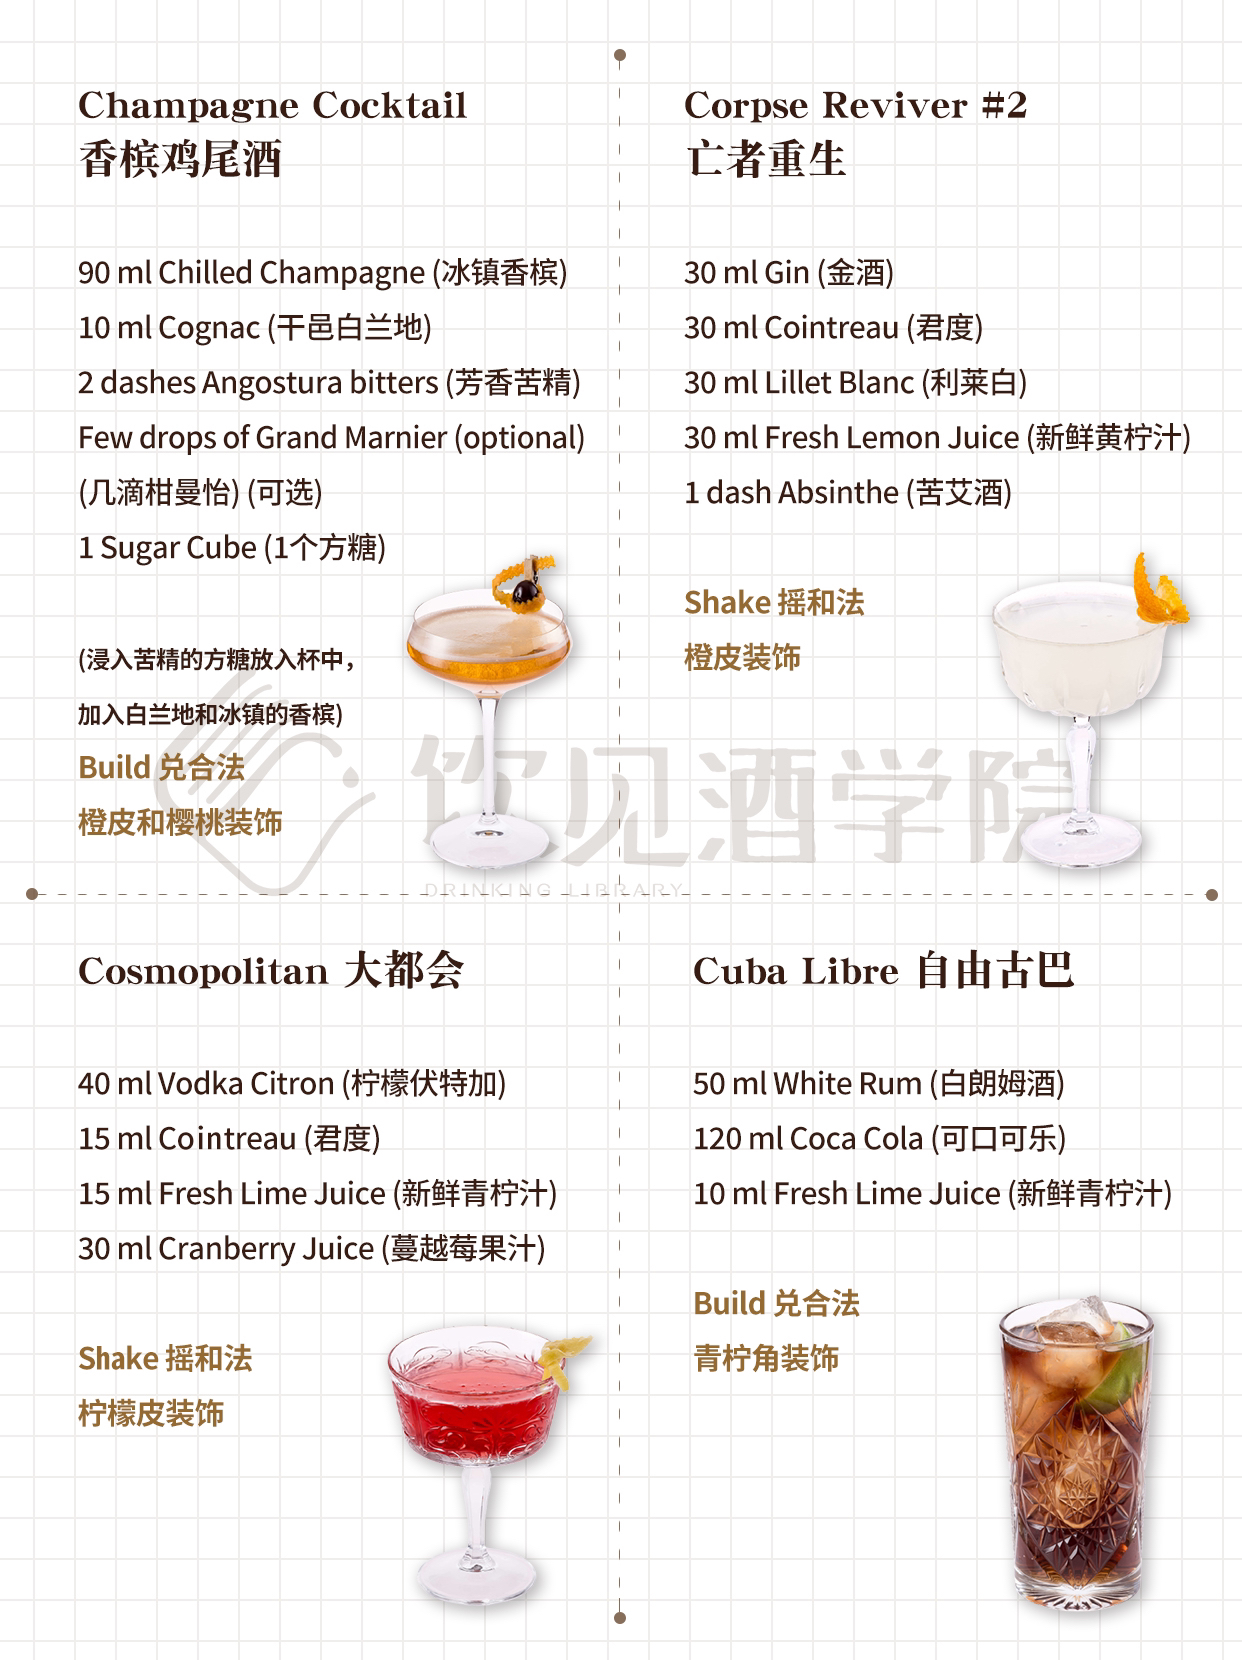 Champagne Cocktail
香槟鸡尾酒
90 ml Chilled Champagne (冰镇香槟)
10 ml Cognac (干邑白兰地)
2 dashes Angostura bitters (芳香苦精)
Few drops of Grand Marnier (optional)
(几滴柑曼怡) (可选)
1 Sugar Cube (1个方糖)
(浸入苦精的方糖放入杯中，
加入白兰地和冰镇的香槟)
Build 兑合法
橙皮和樱桃装饰
Corpse Reviver #2
亡者重生
30 ml Gin (金酒)
30 ml Cointreau (君度)
30 ml Lillet Blanc (利莱白)
30 ml Fresh Lemon Juice (新鲜黄柠汁)
1 dash Absinthe (苦艾酒)
Shake 摇和法
橙皮装饰
饮见酒学院
DRINKING LIBRARY
Cosmopolitan 大都会
40 ml Vodka Citron (柠檬伏特加)
15 ml Cointreau (君度)
15 ml Fresh Lime Juice (新鲜青柠汁)
30 ml Cranberry Juice (蔓越莓果汁)
Shake 摇和法
柠檬皮装饰
Cuba Libre 自由古巴
50 ml White Rum (白朗姆酒)
120 ml Coca Cola (可口可乐)
10 ml Fresh Lime Juice (新鲜青柠汁)
Build 兑合法
青柠角装饰